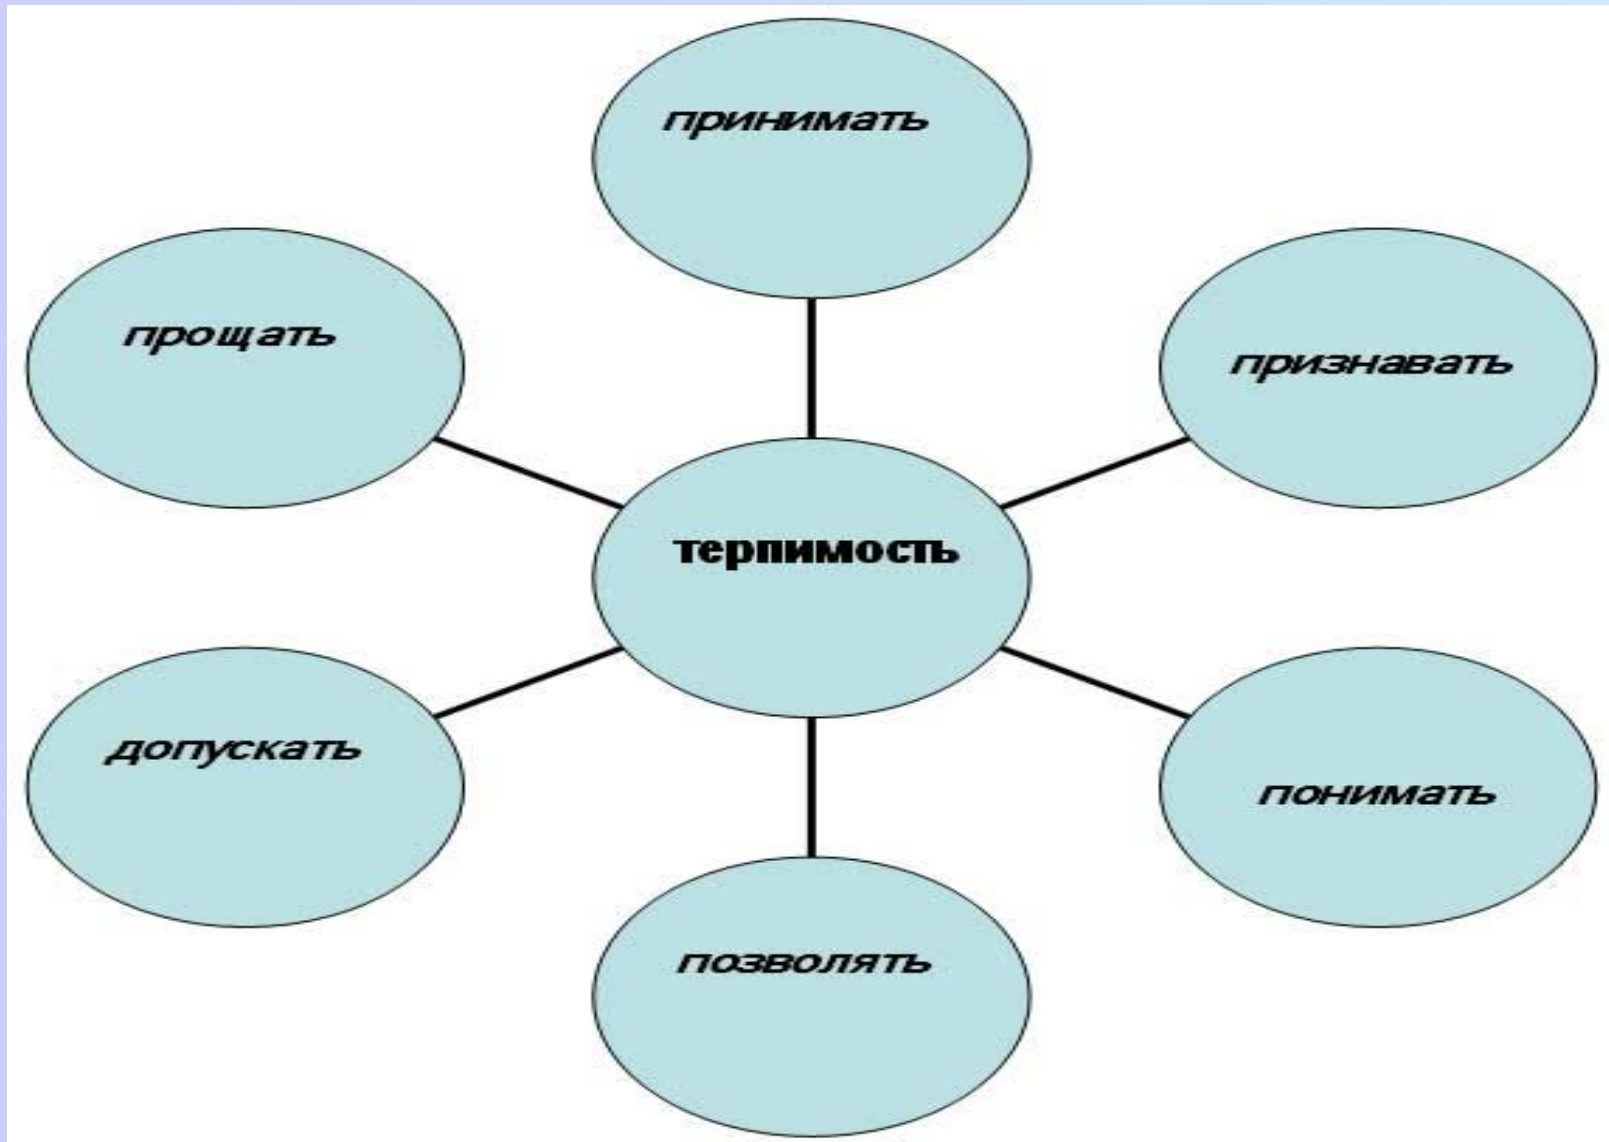 принимать
прощать
признавать
терпимость
допускать
понимать
позволять